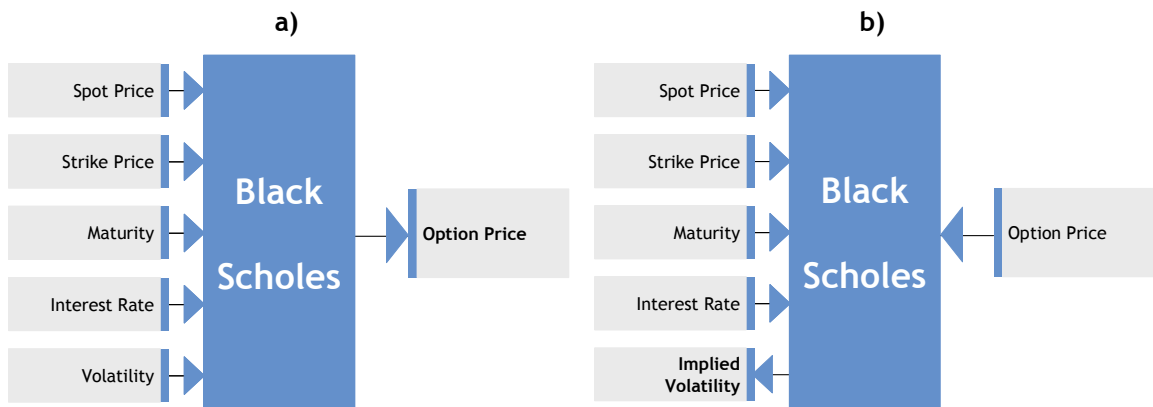 a)
Spot Price
Strike Price
Maturity
Interest Rate
Volatility
Black
Scholes
Option Price
b)
Spot Price
Strike Price
Maturity
Interest Rate
Implied
Volatility
Black
Scholes
Option Price